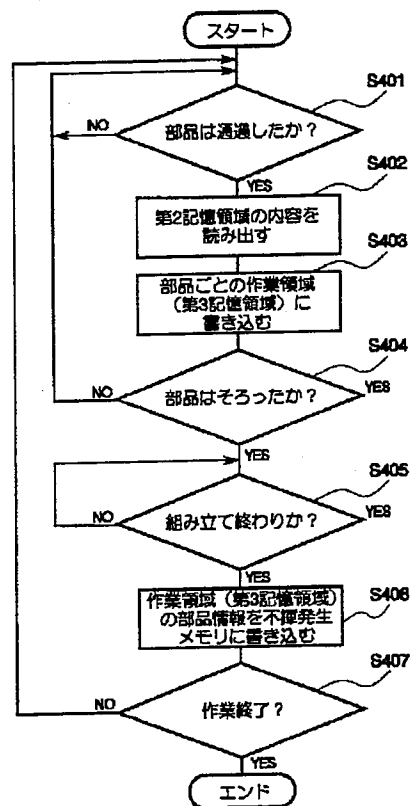 スタート
S401
部品は通過したか？
NO
YES
S402
第2記憶領域の内容を
読み出す
S403
部品ごとの作業領域
（第3記憶領域）に
書き込む
S404
部品はそろったか？
NO
YES
YES
S405
組み立て終わりか？
NO
YES
YES
S406
作業領域（第3記憶領域）
の部品情報を不揮発生
メモリに書き込む
S407
作業終了？
NO
YES
エンド